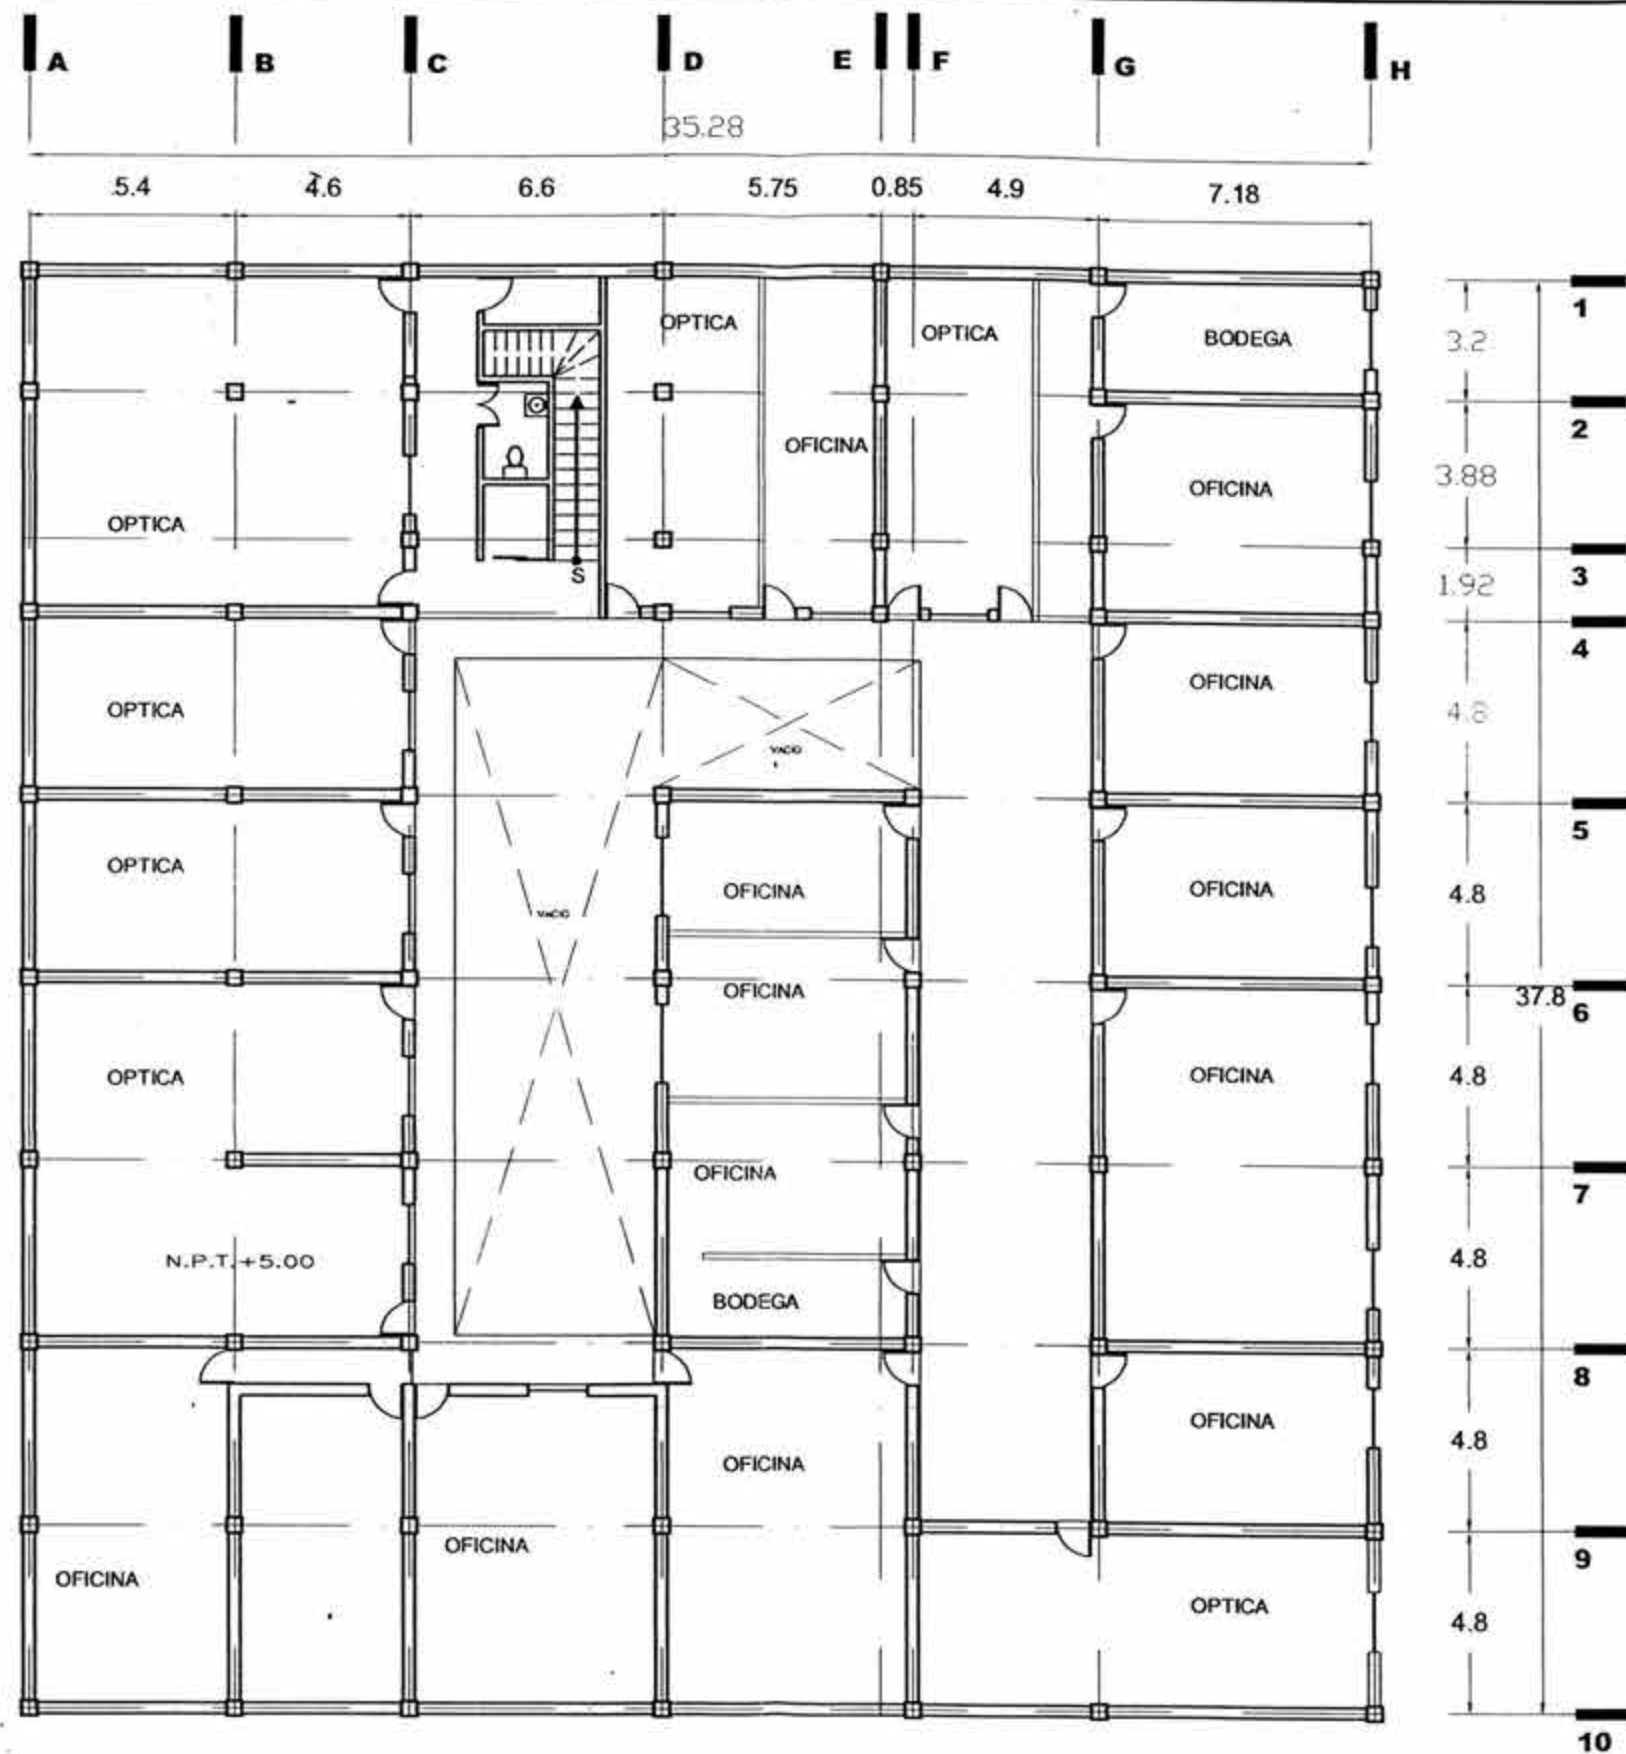 A B C D E F G H
35.28
5.4 4.6 6.6 5.75 0.85 4.9 7.18
1
OPTICA
OPTICA
BODEGA
3.2
2
OFICINA
3.88
OFICINA
OPTICA
3
S
1.92
4
OFICINA
OPTICA
4.8
VACIO
5
OPTICA
OFICINA
OFICINA
4.8
VACIO
OFICINA
37.8
6
OPTICA
OFICINA
4.8
OFICINA
7
N.P.T.+5.00
4.8
BODEGA
8
OFICINA
4.8
OFICINA
OFICINA
9
OFICINA
OPTICA
4.8
10